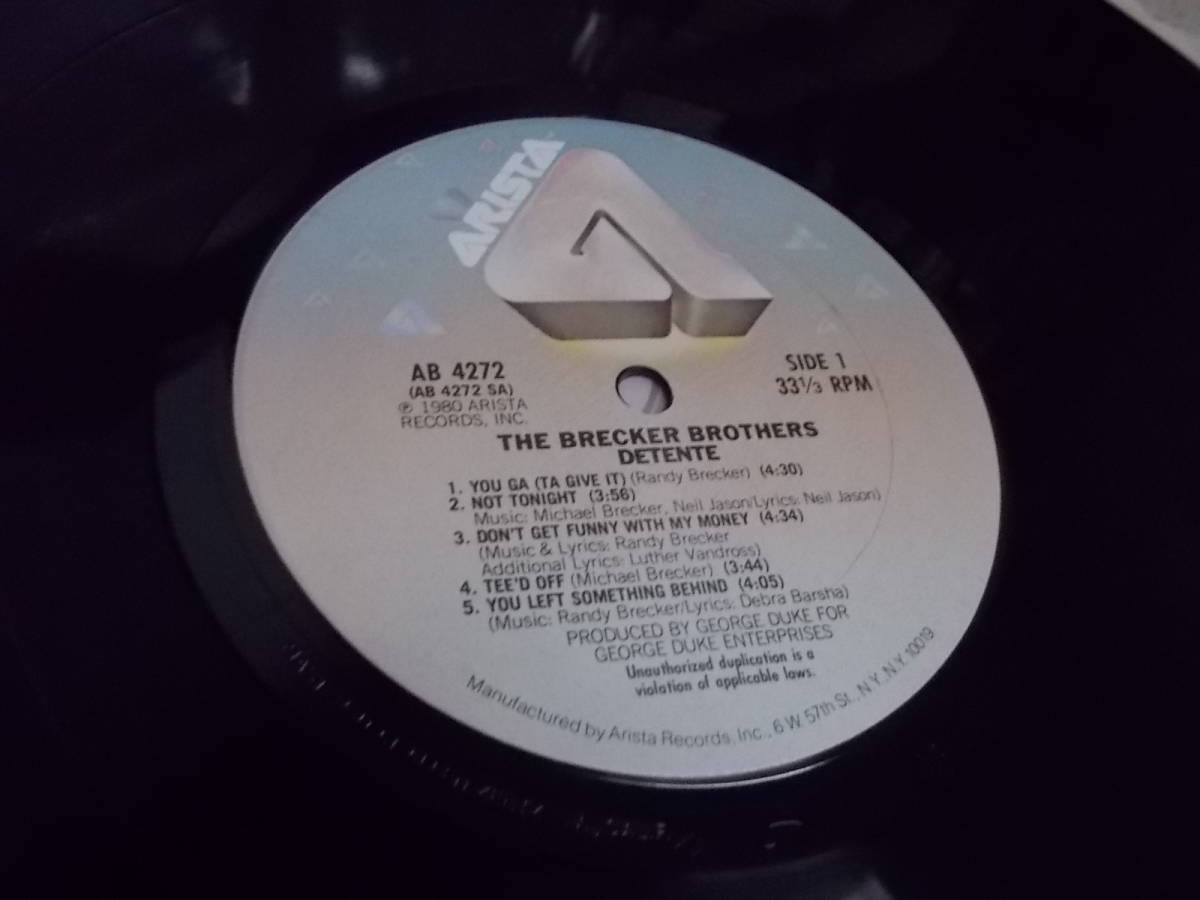 ARISTA
AB 4272
(AB 4272 SA)
℗ 1980 ARISTA
RECORDS, INC.
SIDE 1
33⅓ RPM
THE BRECKER BROTHERS
DETENTE
1. YOU GA (TA GIVE IT) (Randy Brecker) (4:30)
2. NOT TONIGHT (3:56)
Music: Michael Brecker, Neil Jason/Lyrics: Neil Jason)
3. DON'T GET FUNNY WITH MY MONEY (4:34)
(Music & Lyrics: Randy Brecker
Additional Lyrics: Luther Vandross)
4. TEE'D OFF (Michael Brecker) (3:44)
5. YOU LEFT SOMETHING BEHIND (4:05)
(Music: Randy Brecker/Lyrics: Debra Barsha)
PRODUCED BY GEORGE DUKE FOR
GEORGE DUKE ENTERPRISES
Unauthorized duplication is a
violation of applicable laws.
Manufactured by Arista Records, Inc., 6 W. 57th St., N.Y., N.Y. 10019